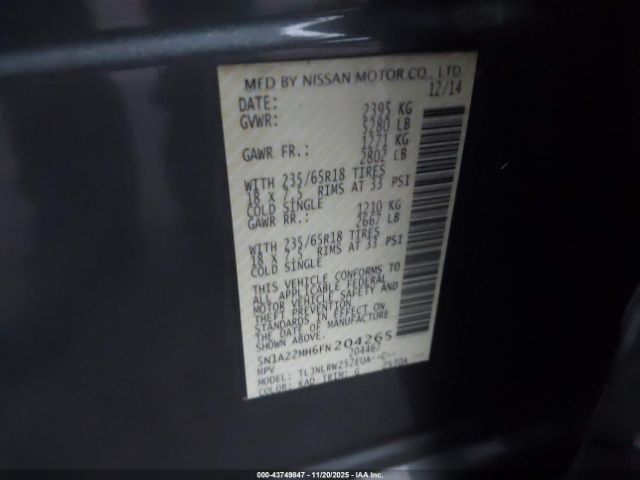 MFD BY NISSAN MOTOR CO., LTD.
DATE: 12/14
GVWR: 2395 KG
5280 LB
GAWR FR.: 1271 KG
2802 LB
WITH 235/65R18 TIRES
18 X 7.5 RIMS AT 33 PSI
COLD SINGLE
GAWR RR.: 1210 KG
2667 LB
WITH 235/65R18 TIRES
18 X 7.5 RIMS AT 33 PSI
COLD SINGLE
THIS VEHICLE CONFORMS TO
ALL APPLICABLE FEDERAL
MOTOR VEHICLE SAFETY AND
THEFT PREVENTION
STANDARDS IN EFFECT ON
THE DATE OF MANUFACTURE
SHOWN ABOVE.
5N1AZ2MH6FN204265
MPV 204467
MODEL: TLJNLRWZ52EUA--C--
COLOR: KAD TRIM: G
000-43749847 - 11/20/2025 - IAA Inc.